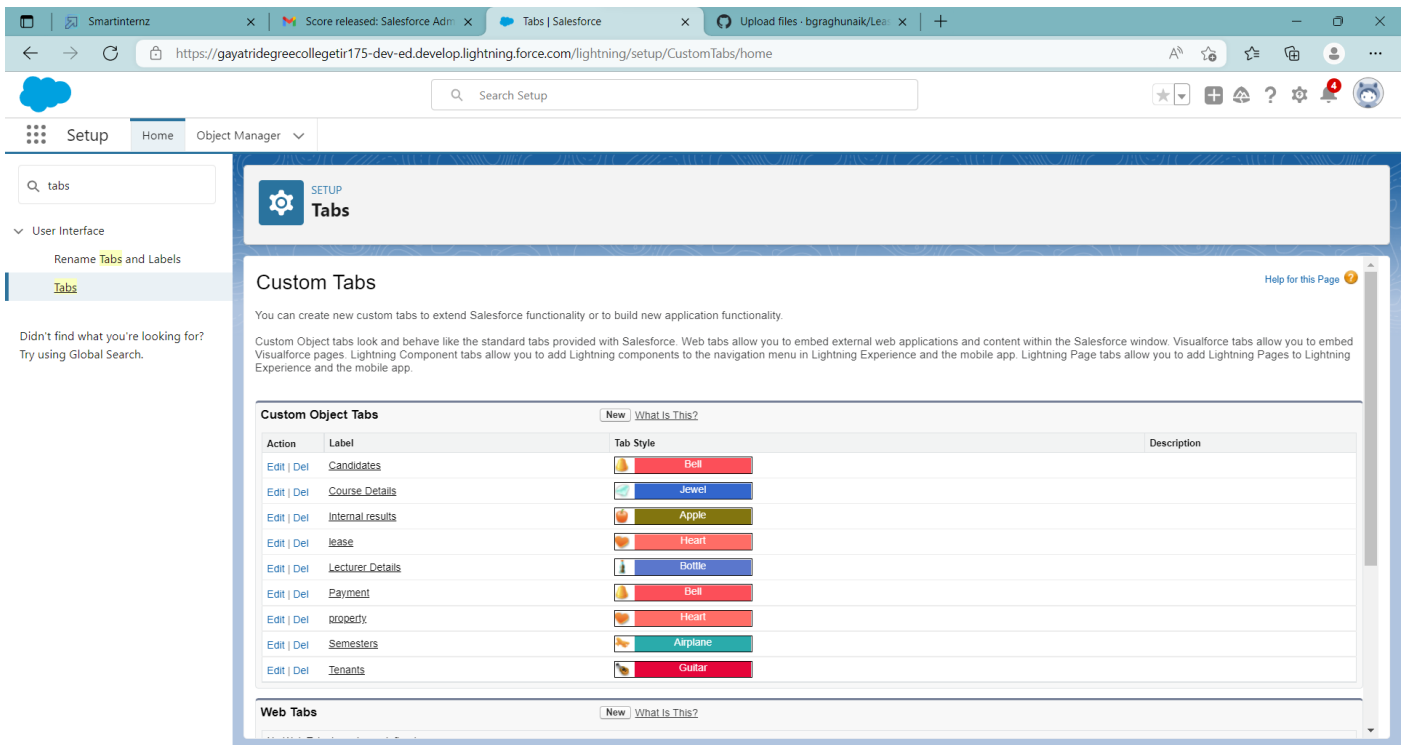 Smartinternz
Score released: Salesforce Adm
Tabs | Salesforce
Upload files · bgraghunaik/Lea
https://gayatridegreecollegetir175-dev-ed.develop.lightning.force.com/lightning/setup/CustomTabs/home
Search Setup
4
Setup
Home
Object Manager
tabs
User Interface
Rename Tabs and Labels
Tabs
Didn't find what you're looking for?
Try using Global Search.
SETUP
Tabs
Custom Tabs
Help for this Page
You can create new custom tabs to extend Salesforce functionality or to build new application functionality.
Custom Object tabs look and behave like the standard tabs provided with Salesforce. Web tabs allow you to embed external web applications and content within the Salesforce window. Visualforce tabs allow you to embed
Visualforce pages. Lightning Component tabs allow you to add Lightning components to the navigation menu in Lightning Experience and the mobile app. Lightning Page tabs allow you to add Lightning Pages to Lightning
Experience and the mobile app.
Custom Object Tabs New What Is This?
Action Label Tab Style Description
Edit | Del Candidates Bell
Edit | Del Course Details Jewel
Edit | Del Internal results Apple
Edit | Del lease Heart
Edit | Del Lecturer Details Bottle
Edit | Del Payment Bell
Edit | Del property Heart
Edit | Del Semesters Airplane
Edit | Del Tenants Guitar
Web Tabs New What Is This?